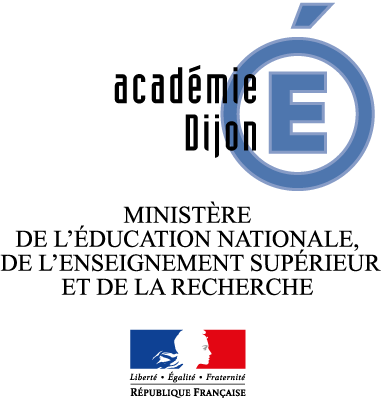 académie
Dijon
É
MINISTÈRE
DE L'ÉDUCATION NATIONALE,
DE L'ENSEIGNEMENT SUPÉRIEUR
ET DE LA RECHERCHE
Liberté • Égalité • Fraternité
RÉPUBLIQUE FRANÇAISE